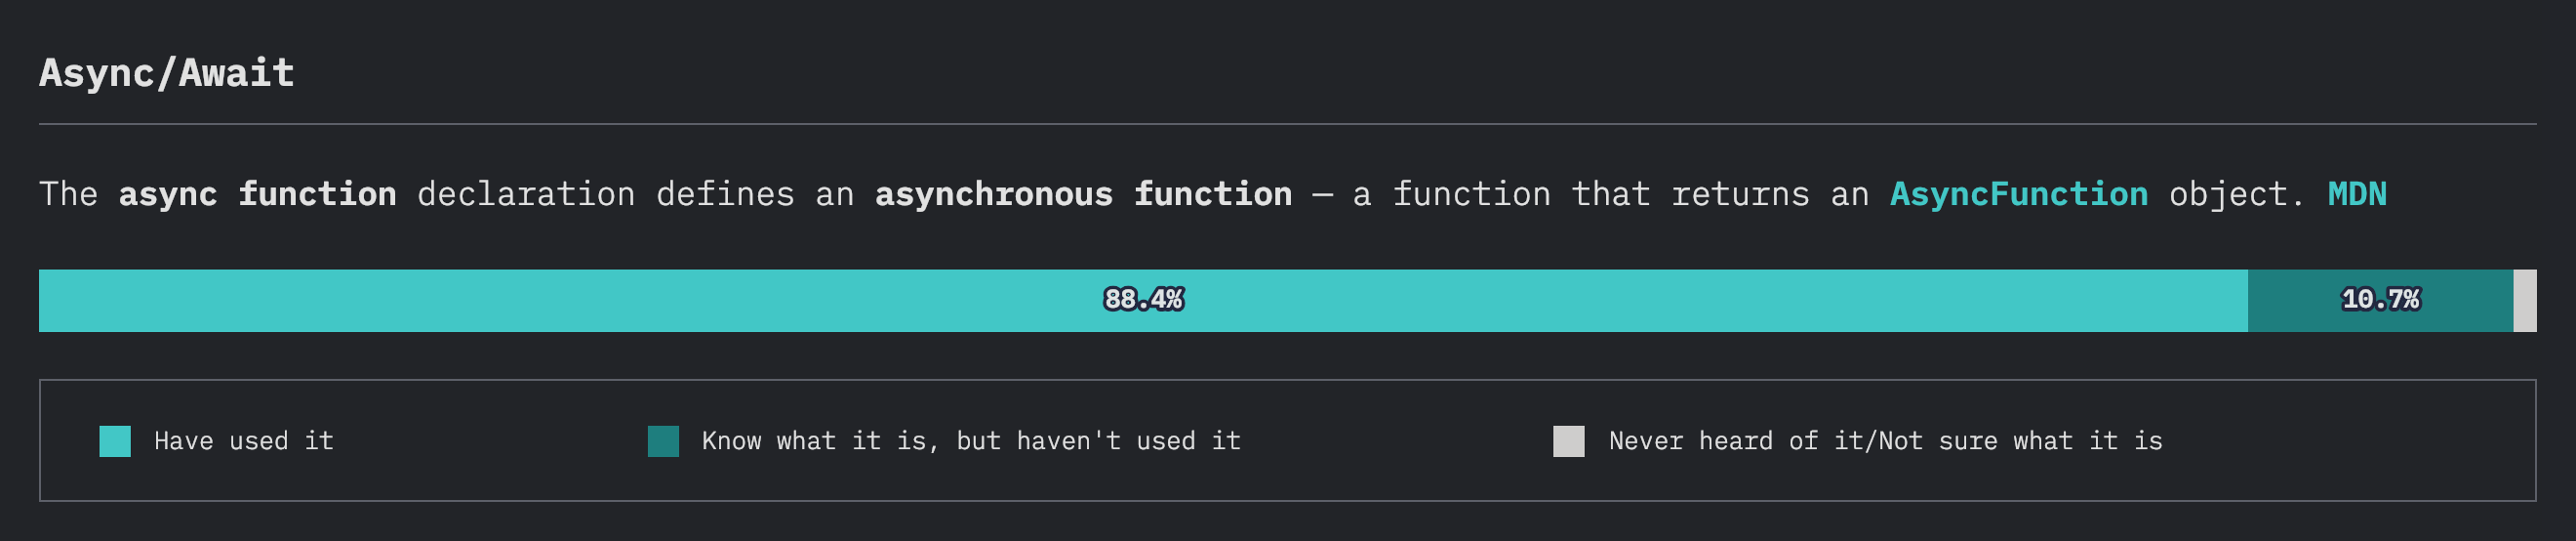 Async/Await
The async function declaration defines an asynchronous function — a function that returns an AsyncFunction object. MDN
88.4% 10.7%
Have used it Know what it is, but haven't used it Never heard of it/Not sure what it is